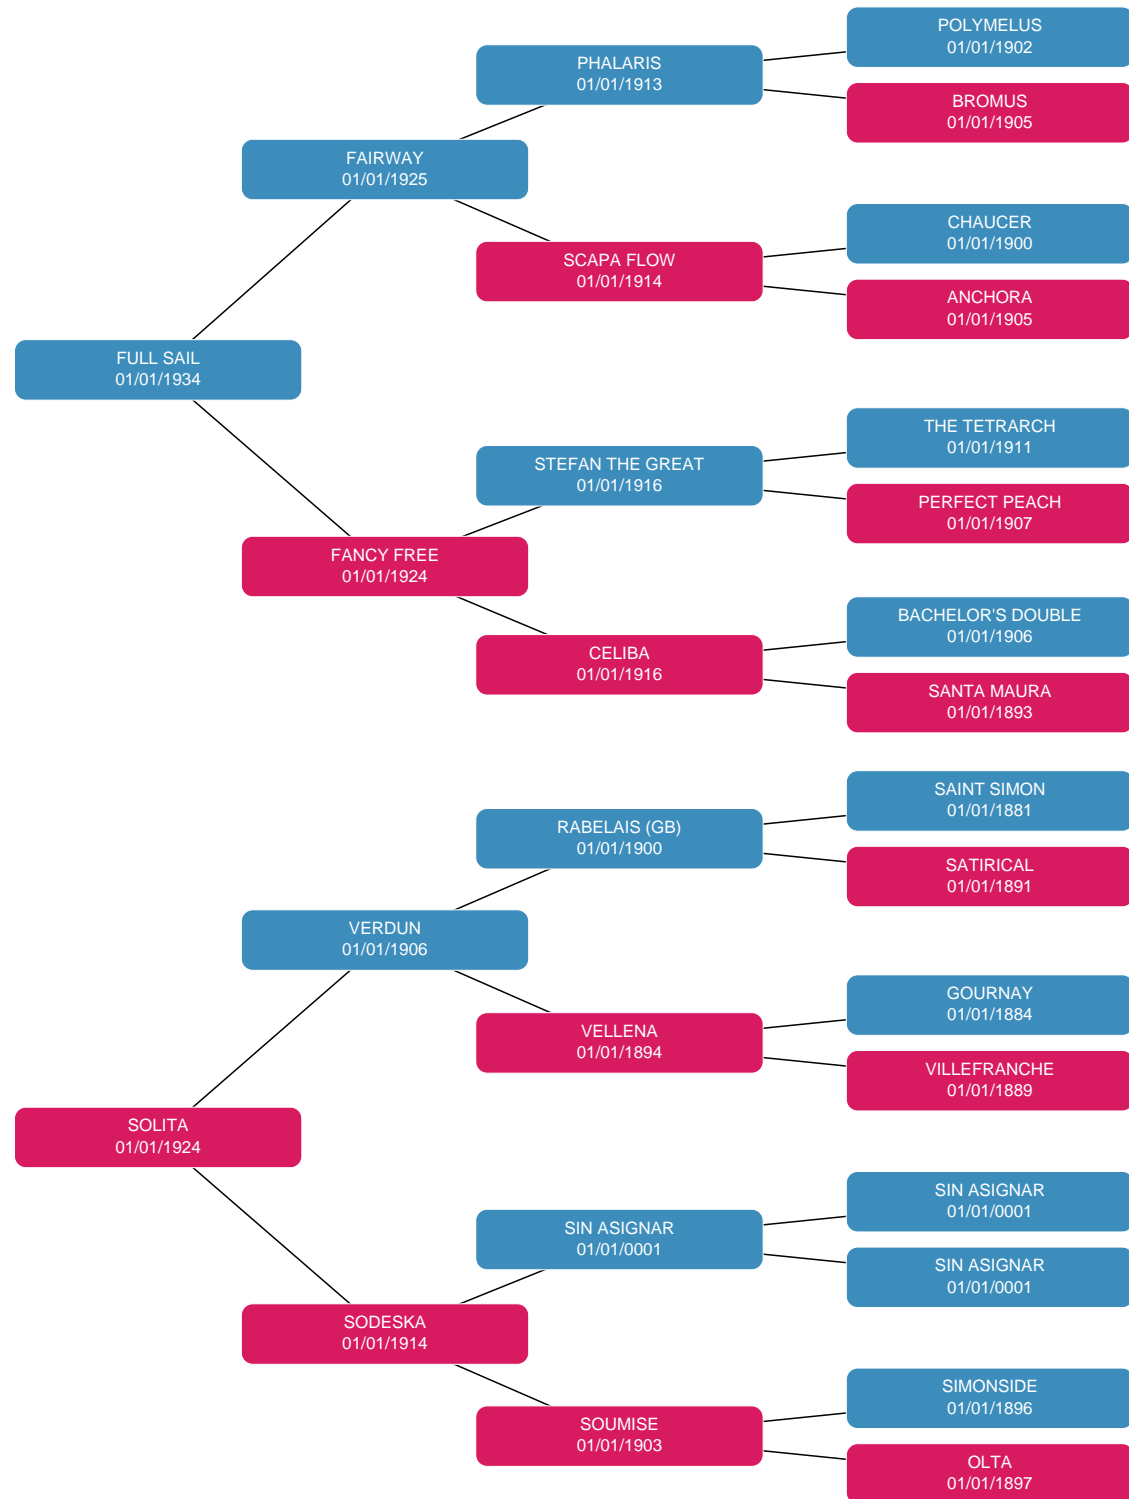 POLYMELUS
01/01/1902
PHALARIS
01/01/1913
BROMUS
01/01/1905
FAIRWAY
01/01/1925
CHAUCER
01/01/1900
SCAPA FLOW
01/01/1914
ANCHORA
01/01/1905
FULL SAIL
01/01/1934
THE TETRARCH
01/01/1911
STEFAN THE GREAT
01/01/1916
PERFECT PEACH
01/01/1907
FANCY FREE
01/01/1924
BACHELOR'S DOUBLE
01/01/1906
CELIBA
01/01/1916
SANTA MAURA
01/01/1893
SAINT SIMON
01/01/1881
RABELAIS (GB)
01/01/1900
SATIRICAL
01/01/1891
VERDUN
01/01/1906
GOURNAY
01/01/1884
VELLENA
01/01/1894
VILLEFRANCHE
01/01/1889
SOLITA
01/01/1924
SIN ASIGNAR
01/01/0001
SIN ASIGNAR
01/01/0001
SIN ASIGNAR
01/01/0001
SODESKA
01/01/1914
SIMONSIDE
01/01/1896
SOUMISE
01/01/1903
OLTA
01/01/1897